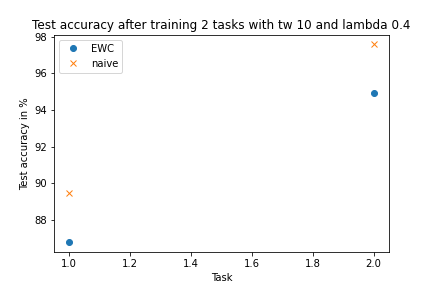 Test accuracy after training 2 tasks with tw 10 and lambda 0.4
98
96
94
92
90
88
Test accuracy in %
EWC
naive
1.0 1.2 1.4 1.6 1.8 2.0
Task